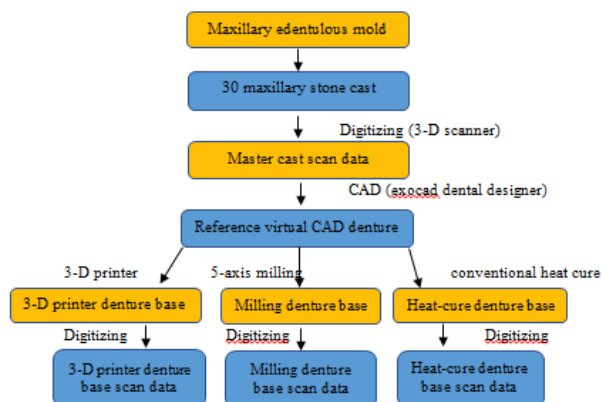 Maxillary edentulous mold
30 maxillary stone cast
Digitizing (3-D scanner)
Master cast scan data
CAD (exocad dental designer)
Reference virtual CAD denture
3-D printer
5-axis milling
conventional heat cure
3-D printer denture base
Milling denture base
Heat-cure denture base
Digitizing
Digitizing
Digitizing
3-D printer denture
base scan data
Milling denture
base scan data
Heat-cure denture
base scan data